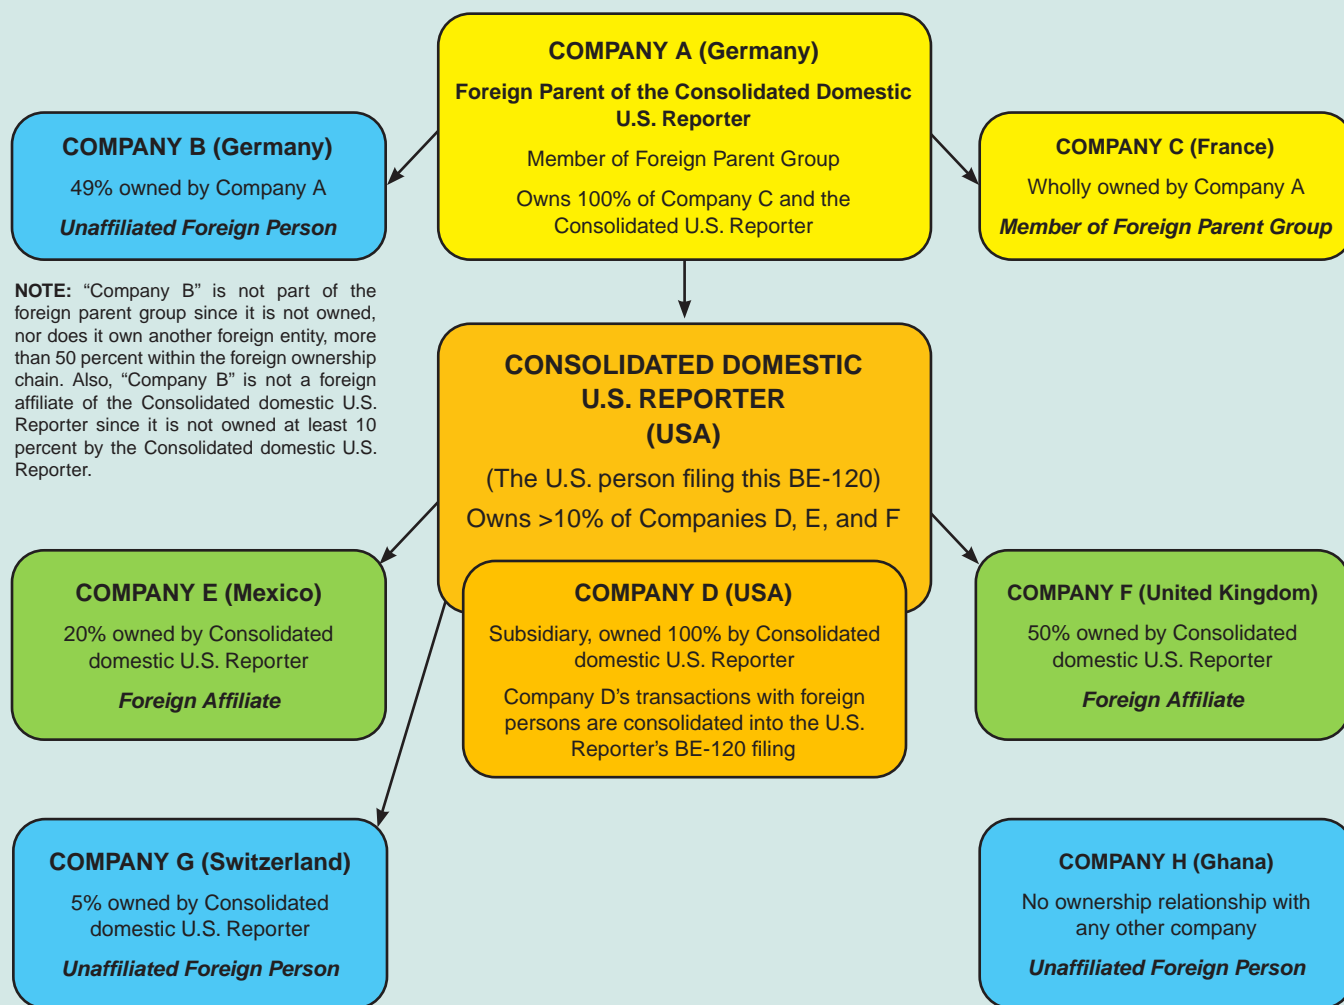 COMPANY A (Germany)
Foreign Parent of the Consolidated Domestic
U.S. Reporter
Member of Foreign Parent Group
Owns 100% of Company C and the
Consolidated U.S. Reporter
COMPANY B (Germany)
49% owned by Company A
Unaffiliated Foreign Person
COMPANY C (France)
Wholly owned by Company A
Member of Foreign Parent Group
NOTE: “Company B” is not part of the
foreign parent group since it is not owned,
nor does it own another foreign entity, more
than 50 percent within the foreign ownership
chain. Also, “Company B” is not a foreign
affiliate of the Consolidated domestic U.S.
Reporter since it is not owned at least 10
percent by the Consolidated domestic U.S.
Reporter.
CONSOLIDATED DOMESTIC
U.S. REPORTER
(USA)
(The U.S. person filing this BE-120)
Owns >10% of Companies D, E, and F
COMPANY E (Mexico)
20% owned by Consolidated
domestic U.S. Reporter
Foreign Affiliate
COMPANY D (USA)
Subsidiary, owned 100% by Consolidated
domestic U.S. Reporter
Company D’s transactions with foreign
persons are consolidated into the U.S.
Reporter’s BE-120 filing
COMPANY F (United Kingdom)
50% owned by Consolidated
domestic U.S. Reporter
Foreign Affiliate
COMPANY G (Switzerland)
5% owned by Consolidated
domestic U.S. Reporter
Unaffiliated Foreign Person
COMPANY H (Ghana)
No ownership relationship with
any other company
Unaffiliated Foreign Person